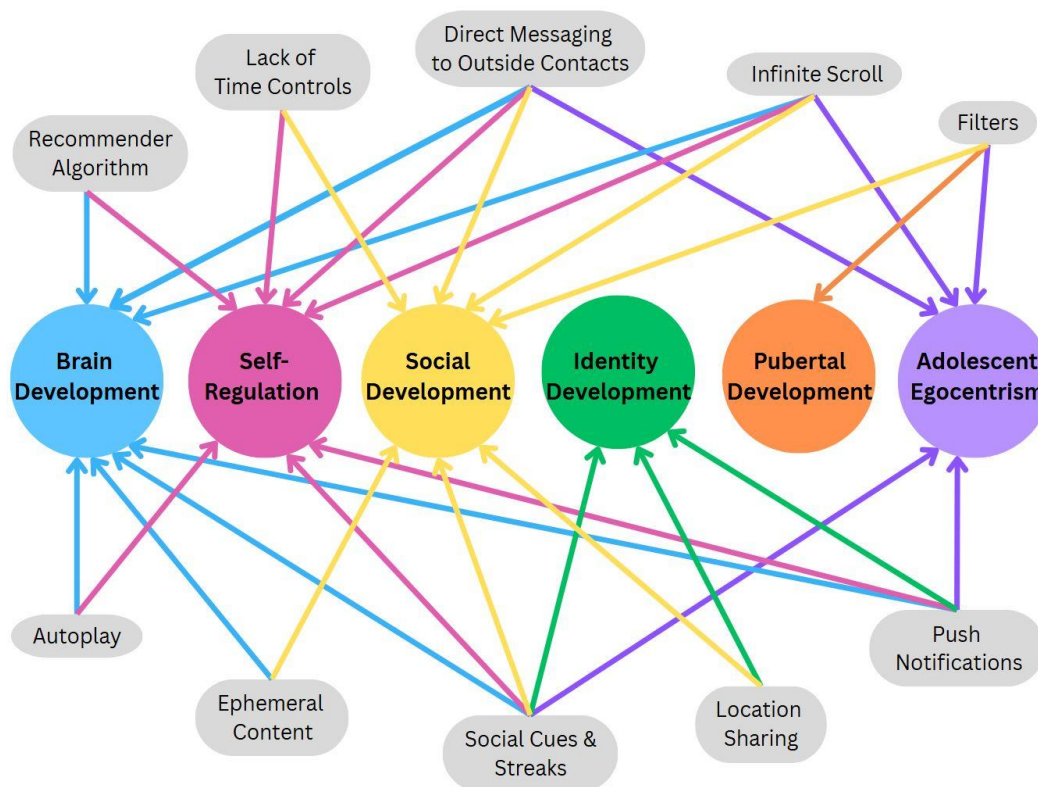 Direct Messaging
to Outside Contacts
Lack of
Time Controls
Infinite Scroll
Filters
Recommender
Algorithm
Brain
Development
Self-
Regulation
Social
Development
Identity
Development
Pubertal
Development
Adolescent
Egocentrism
Autoplay
Push
Notifications
Ephemeral
Content
Social Cues &
Streaks
Location
Sharing